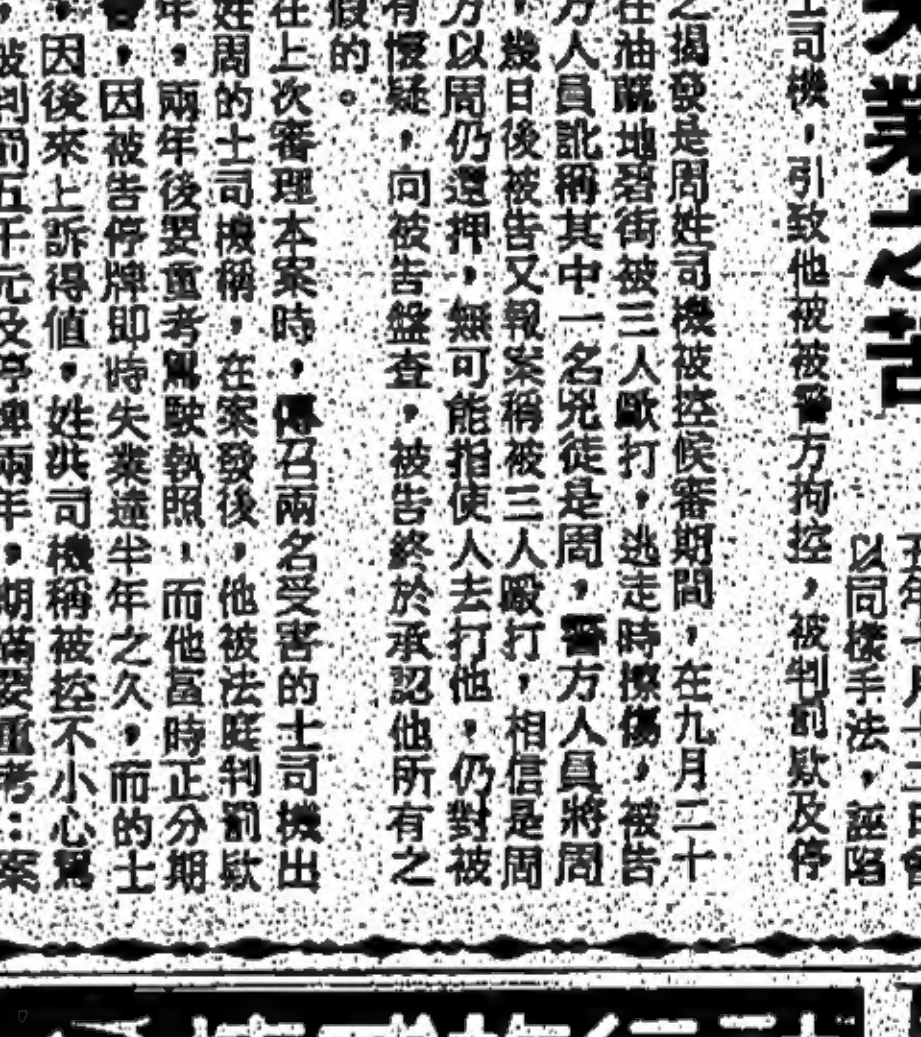 業之苦
以同樣手法，誣陷
司機，引致他被被警方拘控，被判罰欵及停
之揭發是周姓司機被控候審期間，在九月二十
在油蔴地碧街被三人毆打，逃走時擦傷，被告
方人員訛稱其中一名兇徒是周，警方人員將周
，幾日後被告又報案稱被三人毆打，相信是周
方以周仍還押，無可能指使人去打他，仍對被
有懷疑，向被告盤查，被告終於承認他所有之
假的。
在上次審理本案時，傳召兩名受害的士司機出
姓周的士司機稱，在案發後，他被法庭判罰欵
年，兩年後要重考駕駛執照，而他當時正分期
，因被告停牌即時失業達半年之久，而的士
，因後來上訴得值，姓洪司機稱被控不小心駕
被判罰五千元及停牌兩年，期滿要重考：案